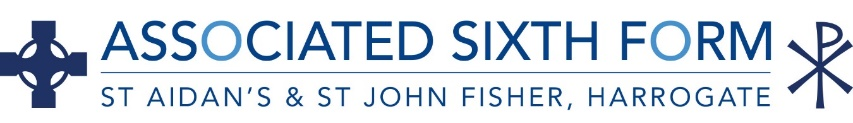 ASSOCIATED SIXTH FORM
ST AIDAN'S & ST JOHN FISHER, HARROGATE